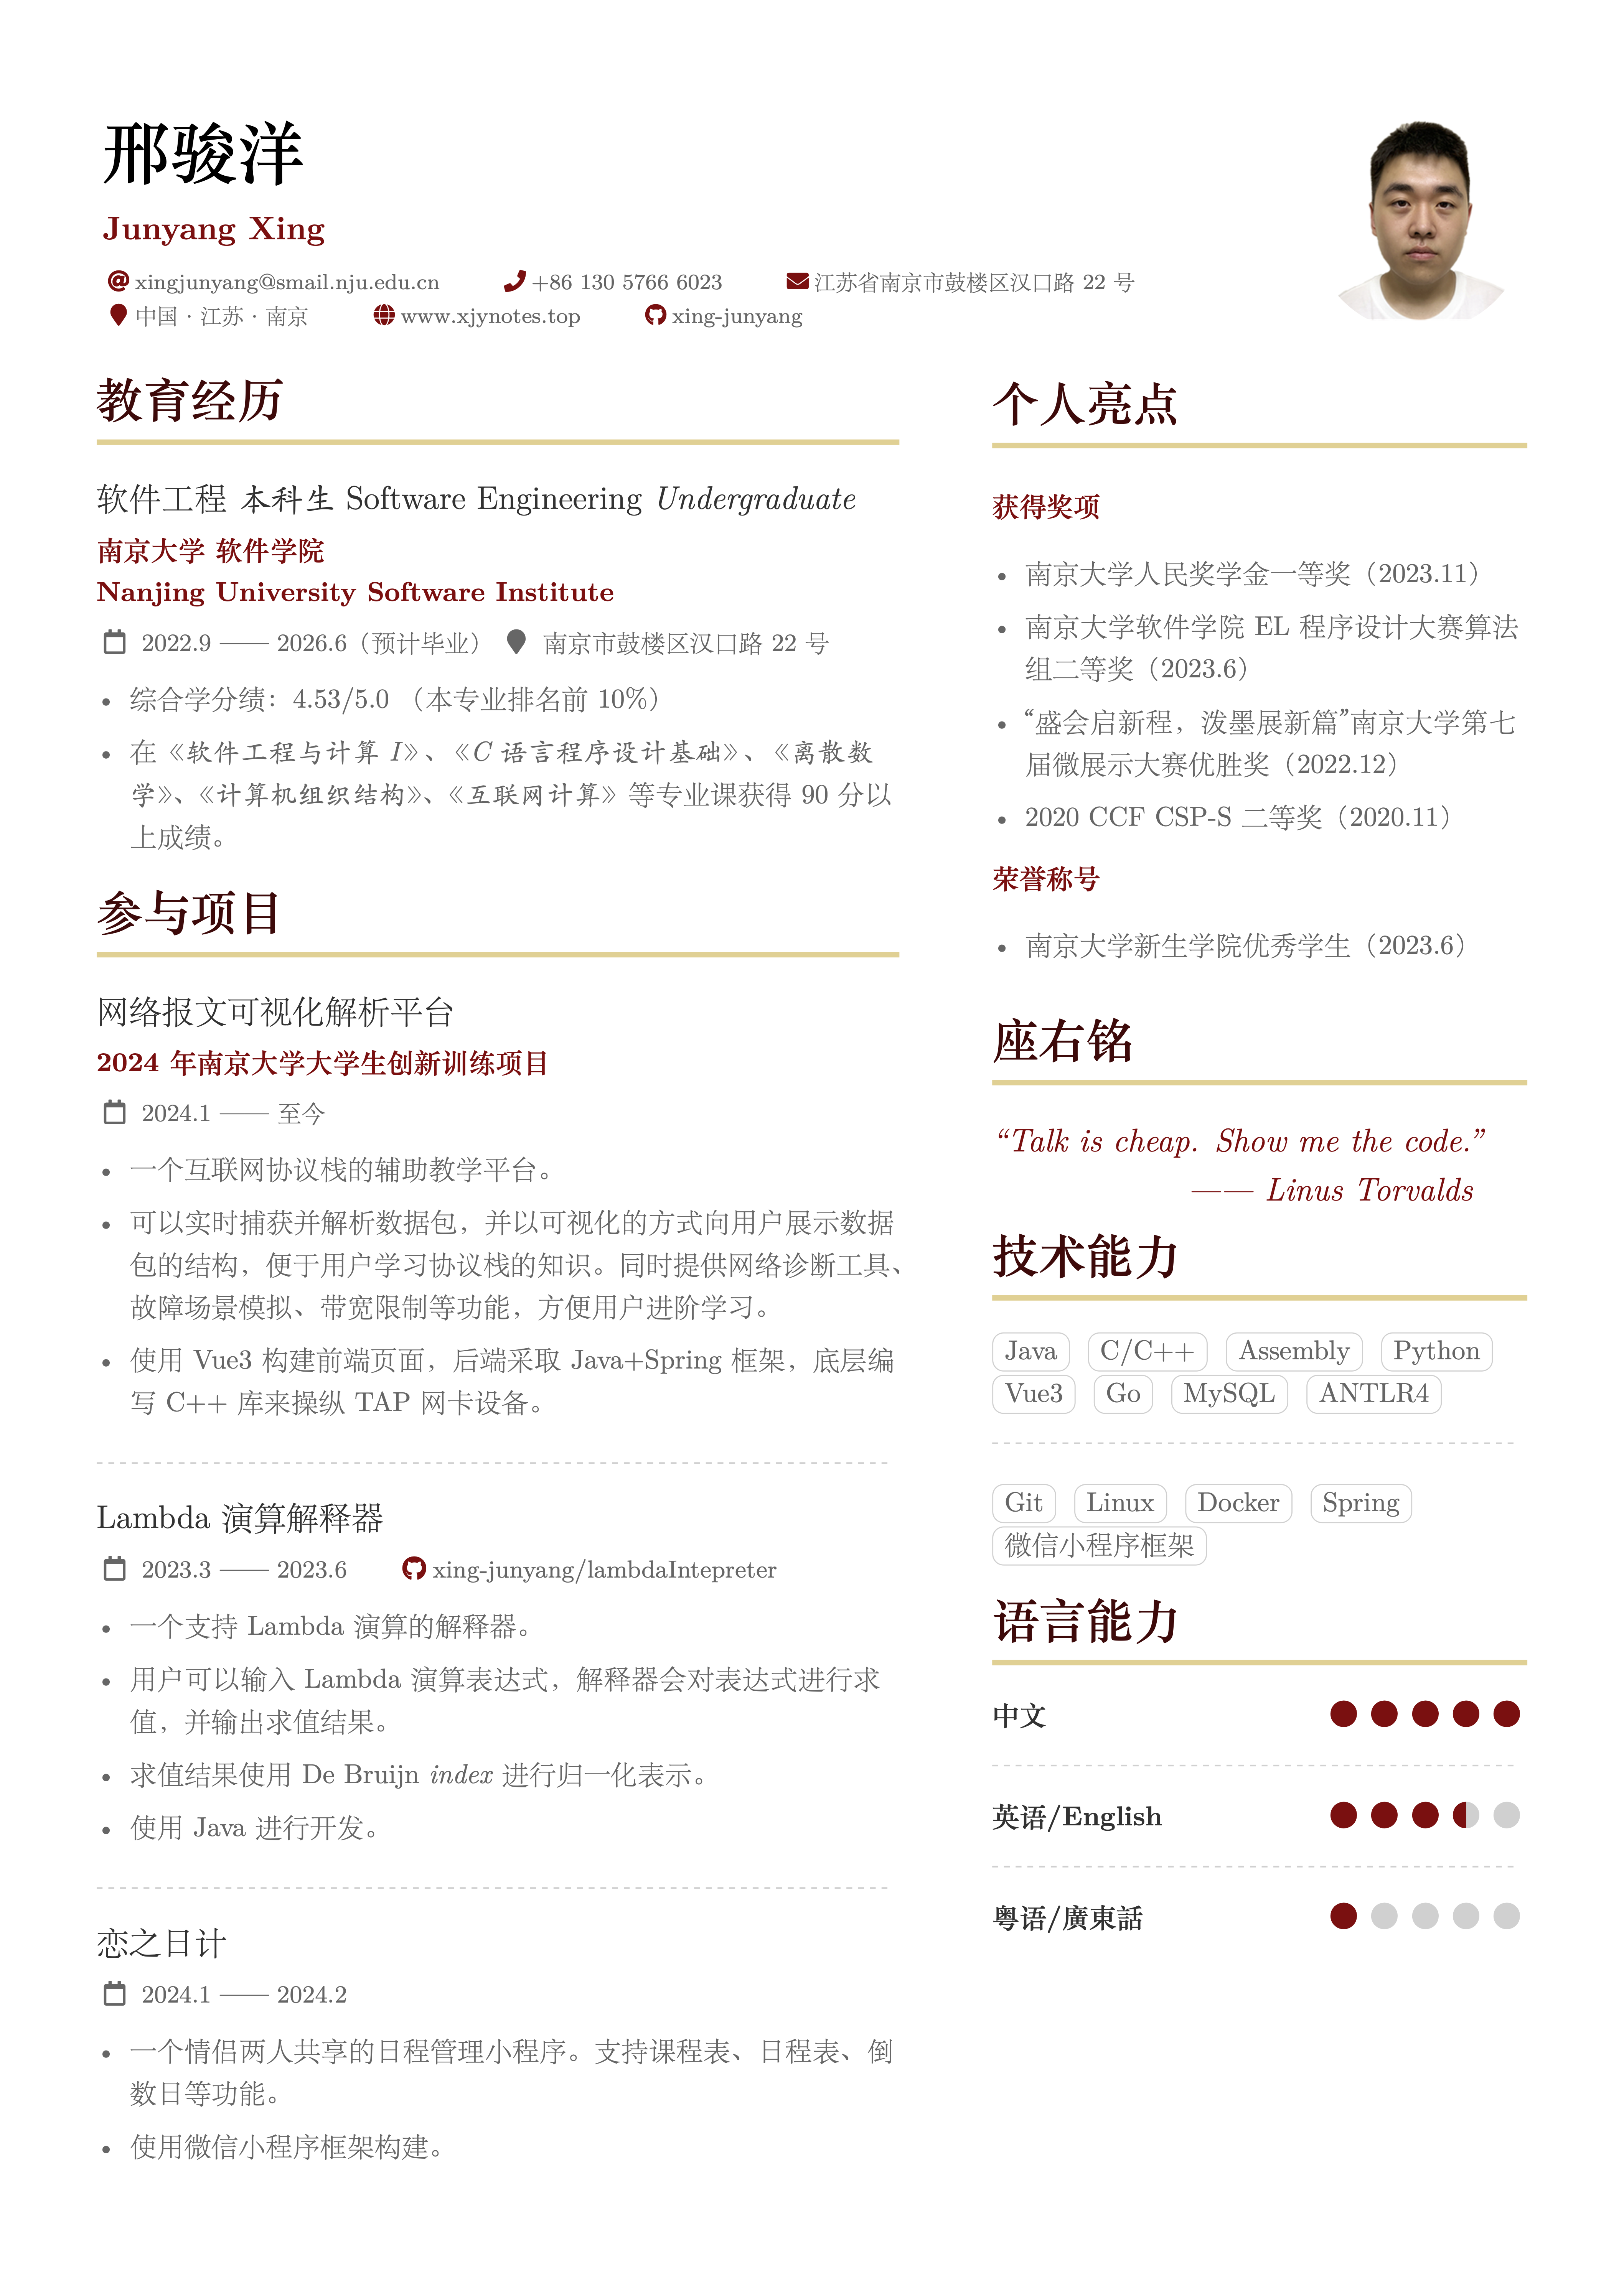 邢骏洋
Junyang Xing
xingjunyang@smail.nju.edu.cn +86 130 5766 6023 江苏省南京市鼓楼区汉口路 22 号
中国 · 江苏 · 南京 www.xjynotes.top xing-junyang
教育经历
软件工程 本科生 Software Engineering Undergraduate
南京大学 软件学院
Nanjing University Software Institute
2022.9 —— 2026.6（预计毕业） 南京市鼓楼区汉口路 22 号
• 综合学分绩：4.53/5.0 （本专业排名前 10%）
• 在《软件工程与计算 I》、《C 语言程序设计基础》、《离散数
学》、《计算机组织结构》、《互联网计算》等专业课获得 90 分以
上成绩。
参与项目
网络报文可视化解析平台
2024 年南京大学大学生创新训练项目
2024.1 —— 至今
• 一个互联网协议栈的辅助教学平台。
• 可以实时捕获并解析数据包，并以可视化的方式向用户展示数据
包的结构，便于用户学习协议栈的知识。同时提供网络诊断工具、
故障场景模拟、带宽限制等功能，方便用户进阶学习。
• 使用 Vue3 构建前端页面，后端采取 Java+Spring 框架，底层编
写 C++ 库来操纵 TAP 网卡设备。
Lambda 演算解释器
2023.3 —— 2023.6 xing-junyang/lambdaIntepreter
• 一个支持 Lambda 演算的解释器。
• 用户可以输入 Lambda 演算表达式，解释器会对表达式进行求
值，并输出求值结果。
• 求值结果使用 De Bruijn index 进行归一化表示。
• 使用 Java 进行开发。
恋之日计
2024.1 —— 2024.2
• 一个情侣两人共享的日程管理小程序。支持课程表、日程表、倒
数日等功能。
• 使用微信小程序框架构建。
个人亮点
获得奖项
• 南京大学人民奖学金一等奖（2023.11）
• 南京大学软件学院 EL 程序设计大赛算法
组二等奖（2023.6）
• “盛会启新程，泼墨展新篇”南京大学第七
届微展示大赛优胜奖（2022.12）
• 2020 CCF CSP-S 二等奖（2020.11）
荣誉称号
• 南京大学新生学院优秀学生（2023.6）
座右铭
“Talk is cheap. Show me the code.”
—— Linus Torvalds
技术能力
Java C/C++ Assembly Python
Vue3 Go MySQL ANTLR4
Git Linux Docker Spring
微信小程序框架
语言能力
中文
英语/English
粤语/廣東話